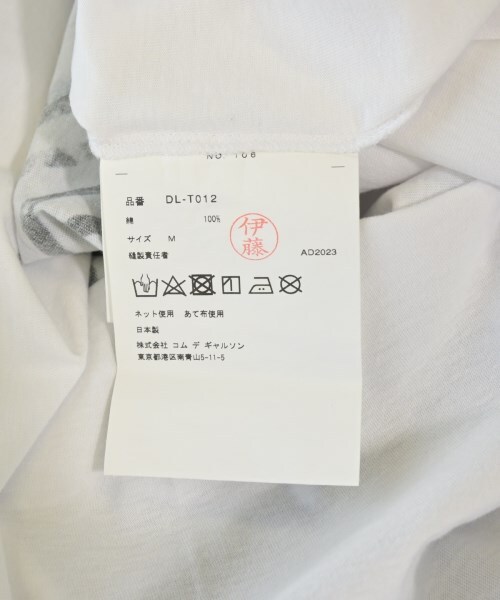 NO. 106
品番 DL-T012
綿 100%
サイズ M
伊藤
縫製責任者 AD2023
ネット使用 あて布使用
日本製
株式会社 コム デ ギャルソン
東京都港区南青山5-11-5